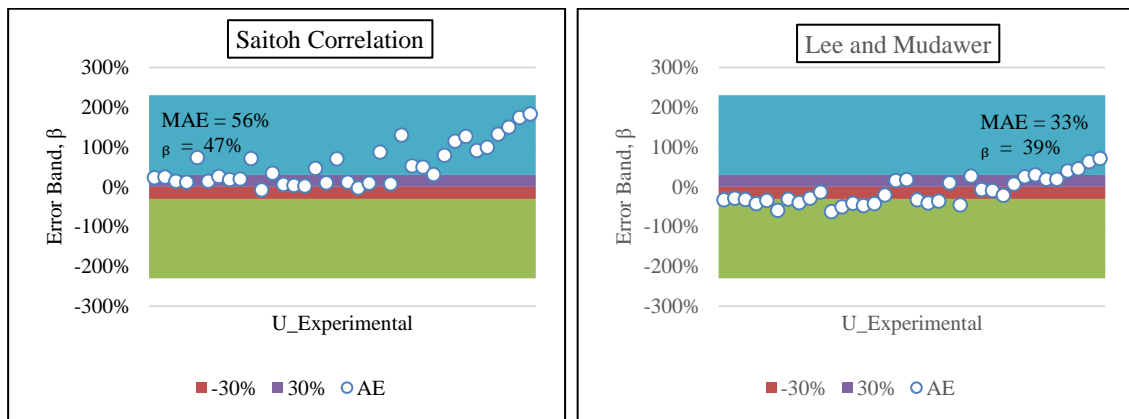 Saitoh Correlation
300%
200%
100%
0%
-100%
-200%
-300%
Error Band, β
MAE = 56%
β = 47%
U_Experimental
-30% 30% AE
Lee and Mudawer
300%
200%
100%
0%
-100%
-200%
-300%
Error Band, β
MAE = 33%
β = 39%
U_Experimental
-30% 30% AE